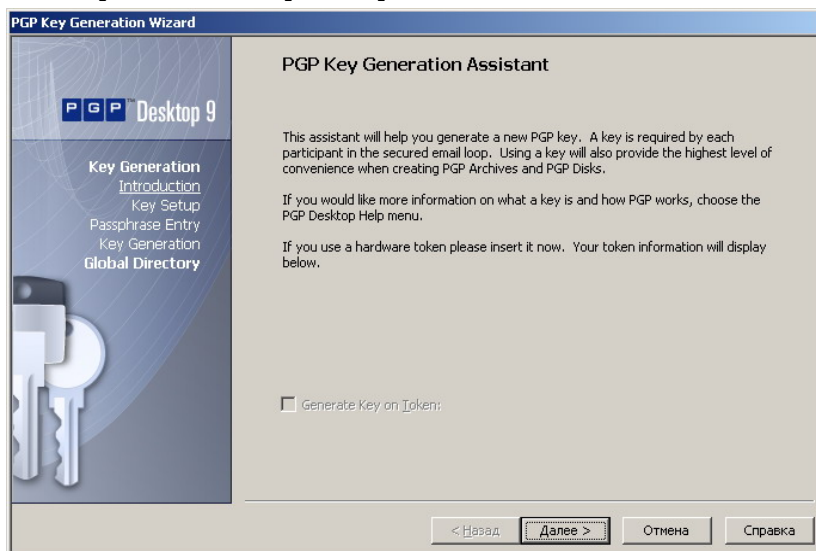 PGP Key Generation Wizard
PGP Key Generation Assistant
PGP™ Desktop 9
Key Generation
Introduction
Key Setup
Passphrase Entry
Key Generation
Global Directory
This assistant will help you generate a new PGP key. A key is required by each
participant in the secured email loop. Using a key will also provide the highest level of
convenience when creating PGP Archives and PGP Disks.
If you would like more information on what a key is and how PGP works, choose the
PGP Desktop Help menu.
If you use a hardware token please insert it now. Your token information will display
below.
Generate Key on Token:
< Назад
Далее >
Отмена
Справка